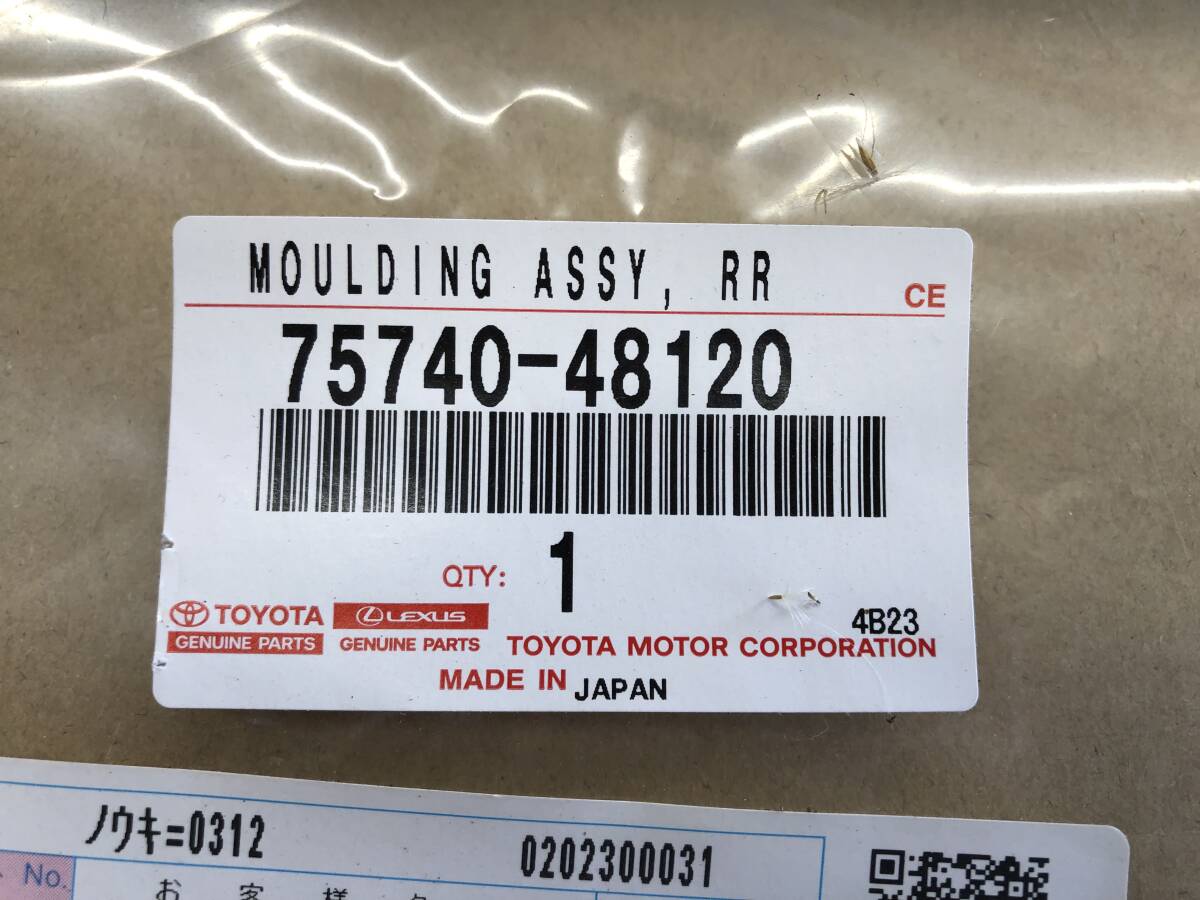 MOULDING ASSY, RR
CE
75740-48120
QTY: 1
TOYOTA LEXUS
GENUINE PARTS GENUINE PARTS
4B23
TOYOTA MOTOR CORPORATION
MADE IN JAPAN
ノウキ=0312
0202300031
No.
お客様